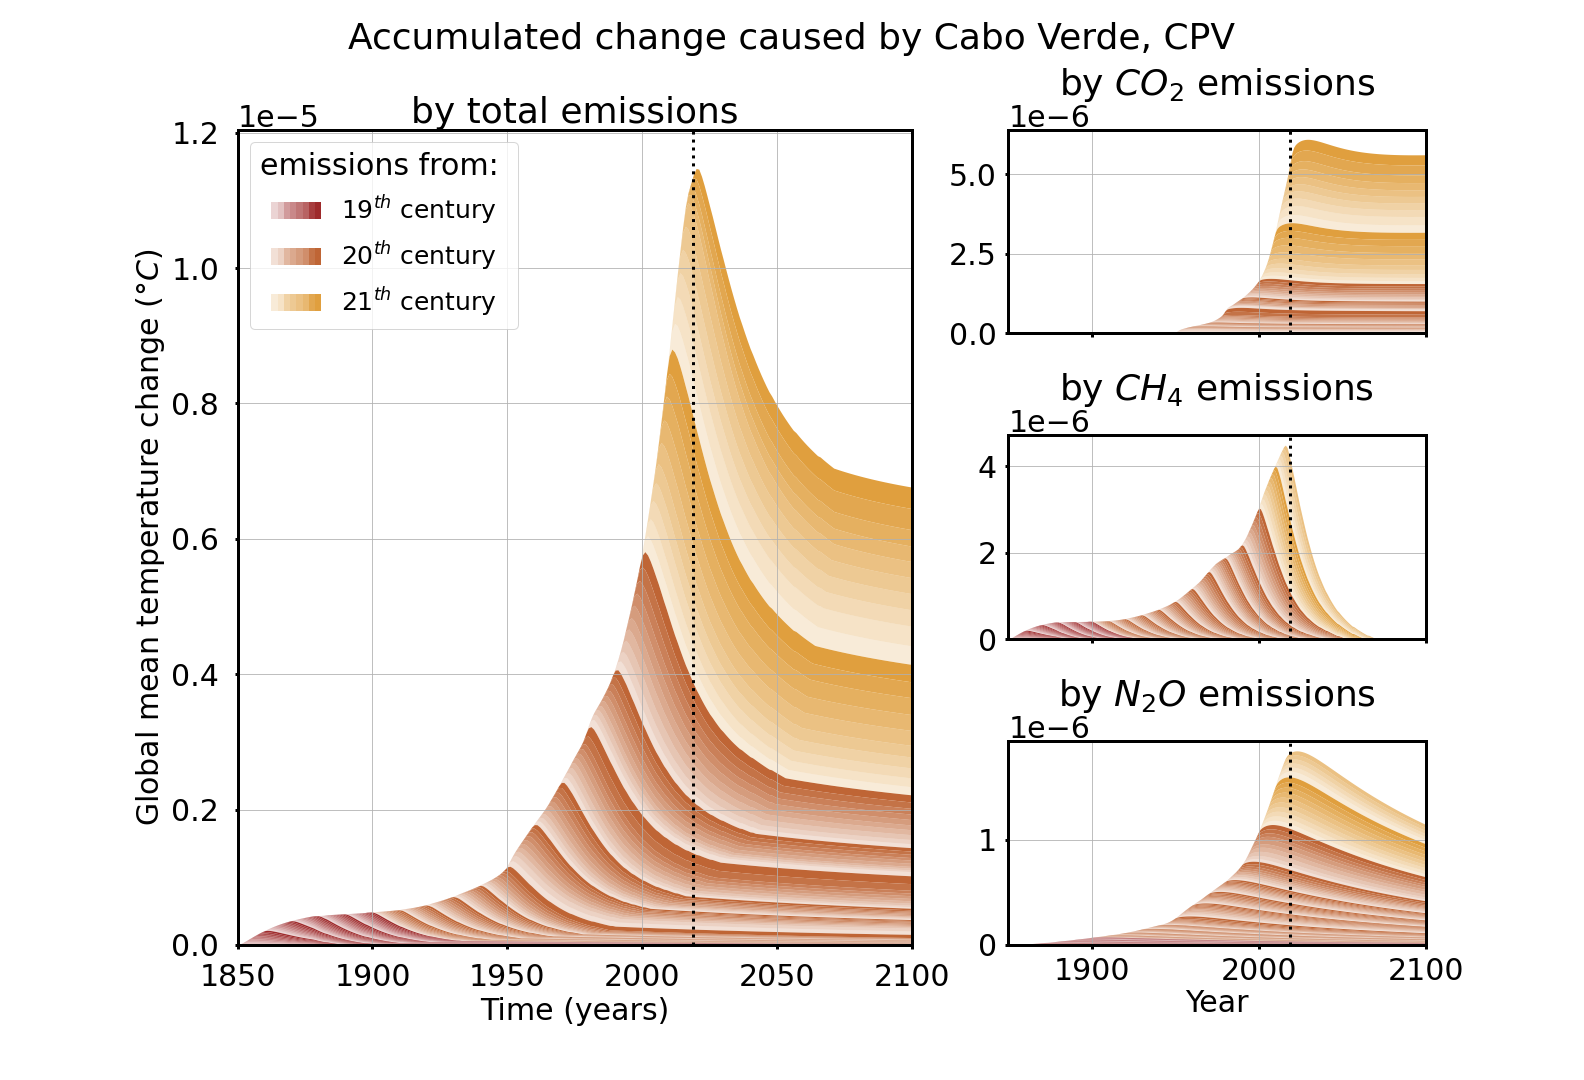 Accumulated change caused by Cabo Verde, CPV
by total emissions
1e−5
1.2
1.0
0.8
0.6
0.4
0.2
0.0
Global mean temperature change (°C)
emissions from:
19th century
20th century
21th century
1850 1900 1950 2000 2050 2100
Time (years)
by CO₂ emissions
1e−6
5.0
2.5
0.0
by CH₄ emissions
1e−6
4
2
0
by N₂O emissions
1e−6
1
0
1900 2000 2100
Year